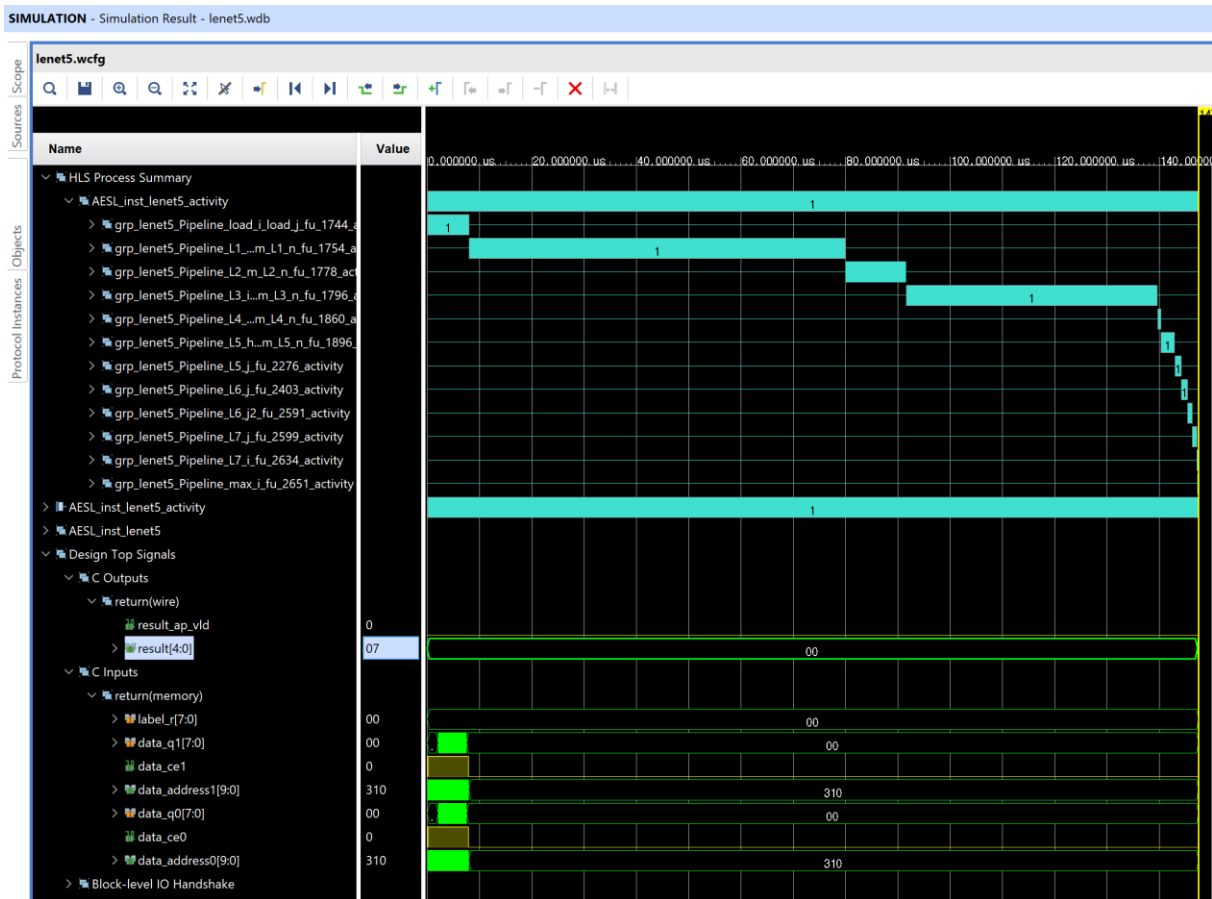 SIMULATION - Simulation Result - lenet5.wdb
Scope
Sources
Objects
Protocol Instances
lenet5.wcfg
Name Value
0.000000 us 20.000000 us 40.000000 us 60.000000 us 80.000000 us 100.000000 us 120.000000 us
HLS Process Summary
AESL_inst_lenet5_activity 1
grp_lenet5_Pipeline_load_i_load_j_fu_1744_a 1
grp_lenet5_Pipeline_L1_...m_L1_n_fu_1754_a 1
grp_lenet5_Pipeline_L2_m_L2_n_fu_1778_act
grp_lenet5_Pipeline_L3_i...m_L3_n_fu_1796_a 1
grp_lenet5_Pipeline_L4_...m_L4_n_fu_1860_a
grp_lenet5_Pipeline_L5_h...m_L5_n_fu_1896_ 1
grp_lenet5_Pipeline_L5_j_fu_2276_activity 1
grp_lenet5_Pipeline_L6_j_fu_2403_activity 1
grp_lenet5_Pipeline_L6_j2_fu_2591_activity
grp_lenet5_Pipeline_L7_j_fu_2599_activity
grp_lenet5_Pipeline_L7_i_fu_2634_activity
grp_lenet5_Pipeline_max_i_fu_2651_activity
AESL_inst_lenet5_activity 1
AESL_inst_lenet5
Design Top Signals
C Outputs
return(wire)
result_ap_vld 0
result[4:0] 07 00
C Inputs
return(memory)
label_r[7:0] 00 00
data_q1[7:0] 00 00
data_ce1 0
data_address1[9:0] 310 310
data_q0[7:0] 00 00
data_ce0 0
data_address0[9:0] 310 310
Block-level IO Handshake